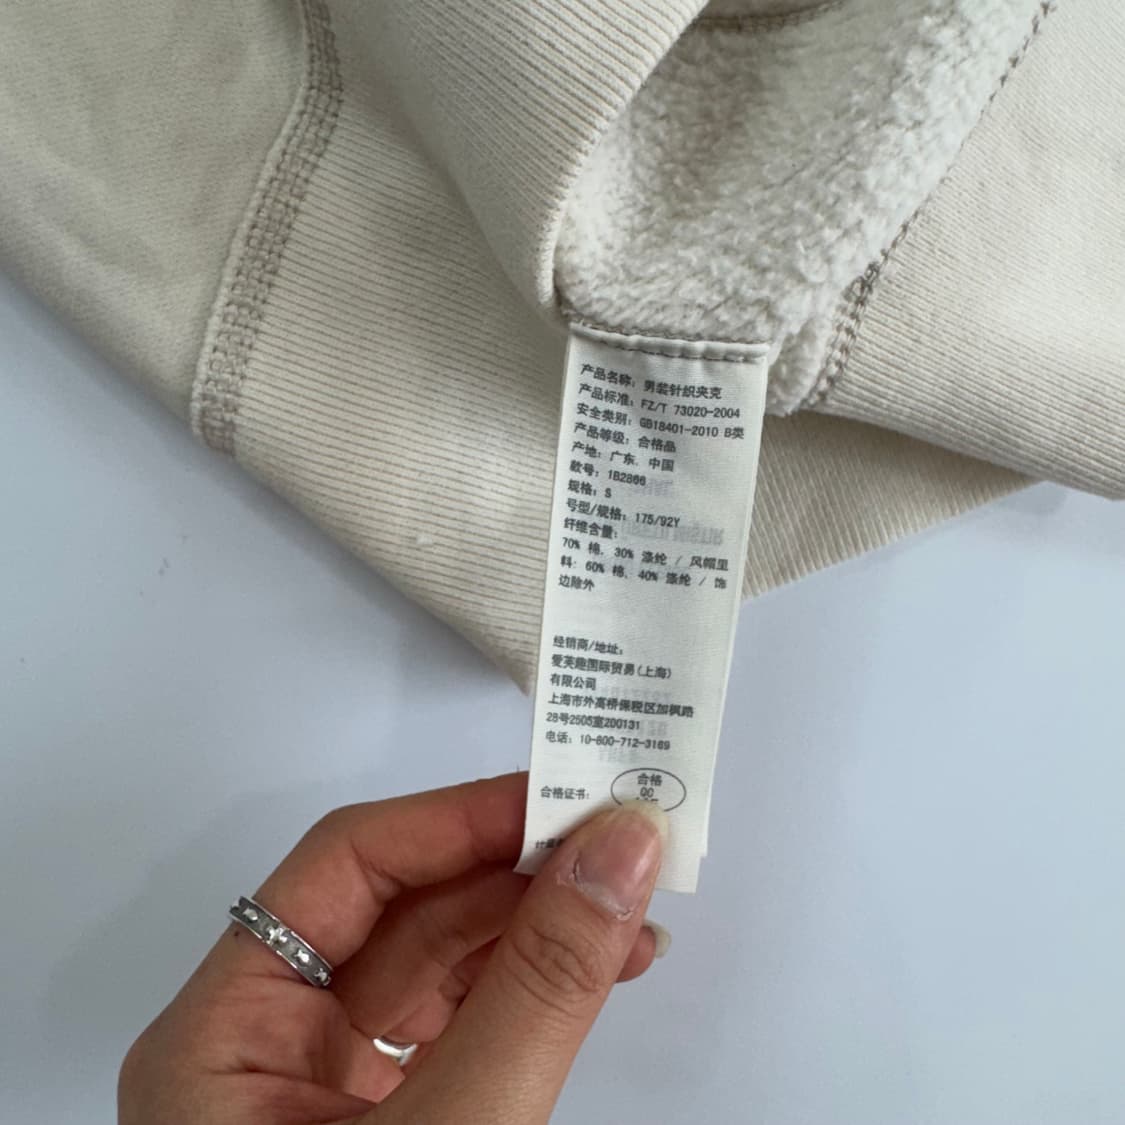 产品名称：男装针织夹克
产品标准：FZ/T 73020-2004
安全类别：GB18401-2010 B类
产品等级：合格品
产地：广东，中国
款号：1B2866
规格：S
号型/规格：175/92Y
纤维含量：
70% 棉，30% 涤纶 / 风帽里
料：60% 棉，40% 涤纶 / 饰
边除外
经销商/地址：
爱芙趣国际贸易(上海)
有限公司
上海市外高桥保税区加枫路
28号2505室200131
电话：10-800-712-3169
合格证书：
合格
QC